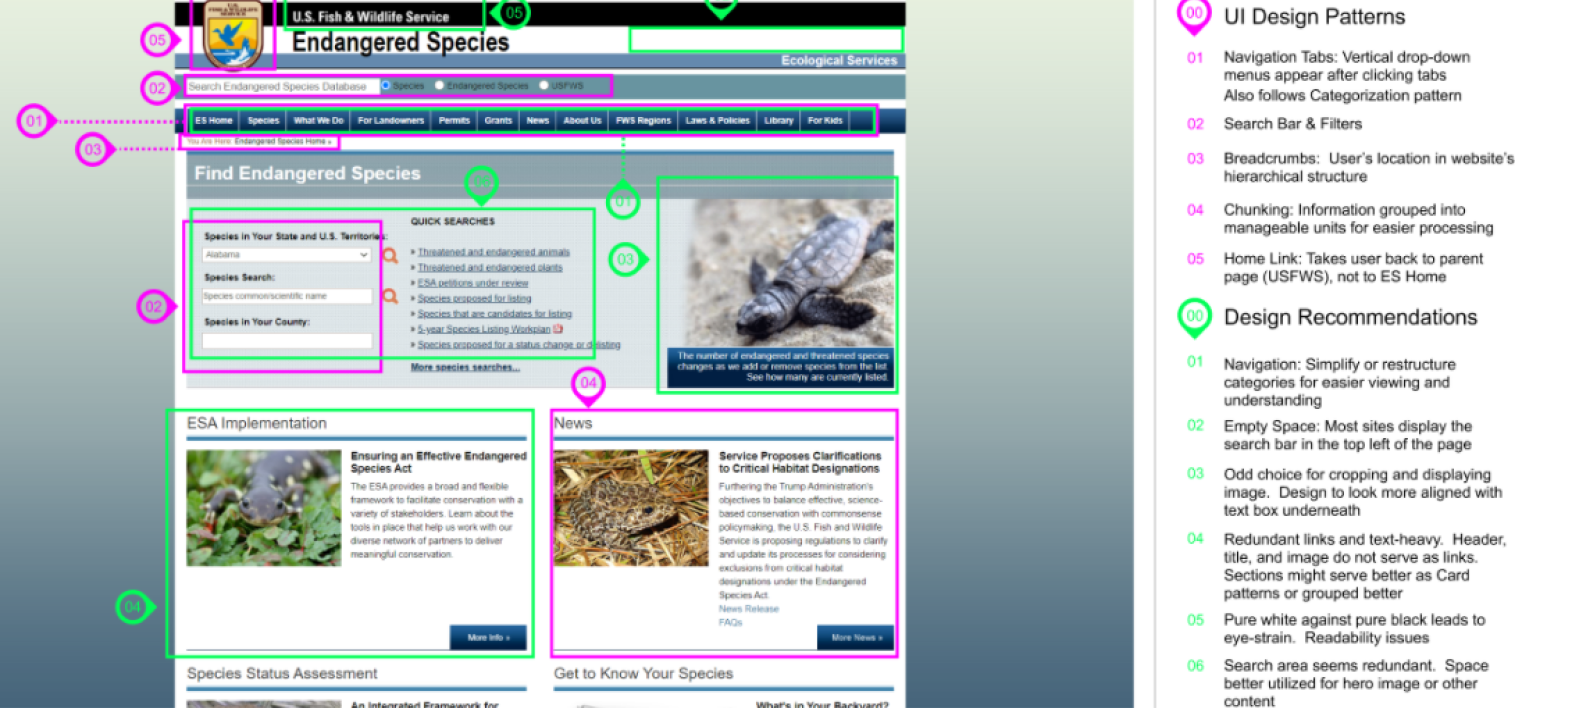 U.S.
FISH & WILDLIFE
SERVICE
U.S. Fish & Wildlife Service
05
05
Endangered Species
Ecological Services
02
Search Endangered Species Database Species Endangered Species USFWS
01
ES Home Species What We Do For Landowners Permits Grants News About Us FWS Regions Laws & Policies Library For Kids
03
You Are Here: Endangered Species Home »
Find Endangered Species
01
QUICK SEARCHES
Species in Your State and U.S. Territories:
Alabama
Species Search:
Species common/scientific name
Species in Your County:
02
» Threatened and endangered animals
» Threatened and endangered plants
» ESA petitions under review
» Species proposed for listing
» Species that are candidates for listing
» 5-year Species Listing Workplan
» Species proposed for a status change or delisting
More species searches...
03
The number of endangered and threatened species
changes as we add or remove species from the list.
See how many are currently listed.
04
ESA Implementation
Ensuring an Effective Endangered
Species Act
The ESA provides a broad and flexible
framework to facilitate conservation with a
variety of stakeholders. Learn about the
tools in place that help us work with our
diverse network of partners to deliver
meaningful conservation.
04
More Info »
News
Service Proposes Clarifications
to Critical Habitat Designations
Furthering the Trump Administration's
objectives to balance effective, science-
based conservation with commonsense
policymaking, the U.S. Fish and Wildlife
Service is proposing regulations to clarify
and update its processes for considering
exclusions from critical habitat
designations under the Endangered
Species Act.
News Release
FAQs
More News »
Species Status Assessment
An Integrated Framework for
Get to Know Your Species
What's in Your Backyard?
00 UI Design Patterns
01 Navigation Tabs: Vertical drop-down
menus appear after clicking tabs
Also follows Categorization pattern
02 Search Bar & Filters
03 Breadcrumbs: User's location in website's
hierarchical structure
04 Chunking: Information grouped into
manageable units for easier processing
05 Home Link: Takes user back to parent
page (USFWS), not to ES Home
00 Design Recommendations
01 Navigation: Simplify or restructure
categories for easier viewing and
understanding
02 Empty Space: Most sites display the
search bar in the top left of the page
03 Odd choice for cropping and displaying
image. Design to look more aligned with
text box underneath
04 Redundant links and text-heavy. Header,
title, and image do not serve as links.
Sections might serve better as Card
patterns or grouped better
05 Pure white against pure black leads to
eye-strain. Readability issues
06 Search area seems redundant. Space
better utilized for hero image or other
content